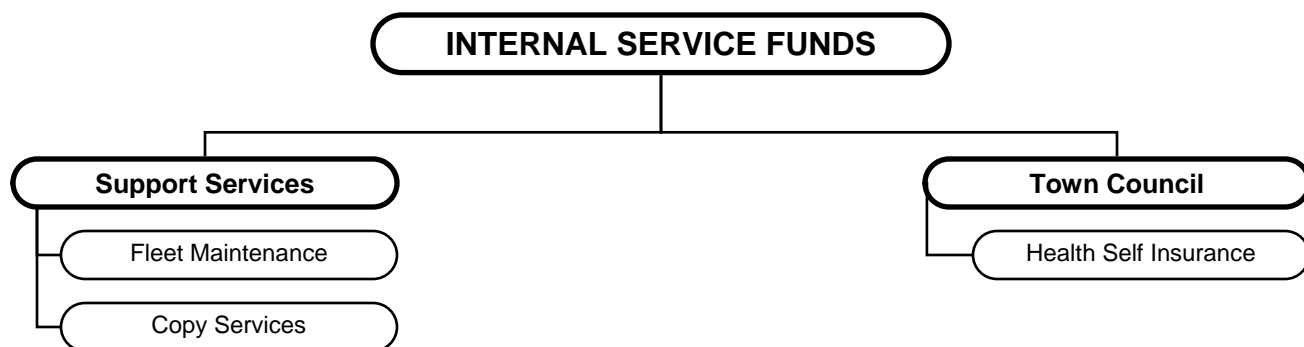 INTERNAL SERVICE FUNDS
Support Services
Town Council
Fleet Maintenance
Health Self Insurance
Copy Services